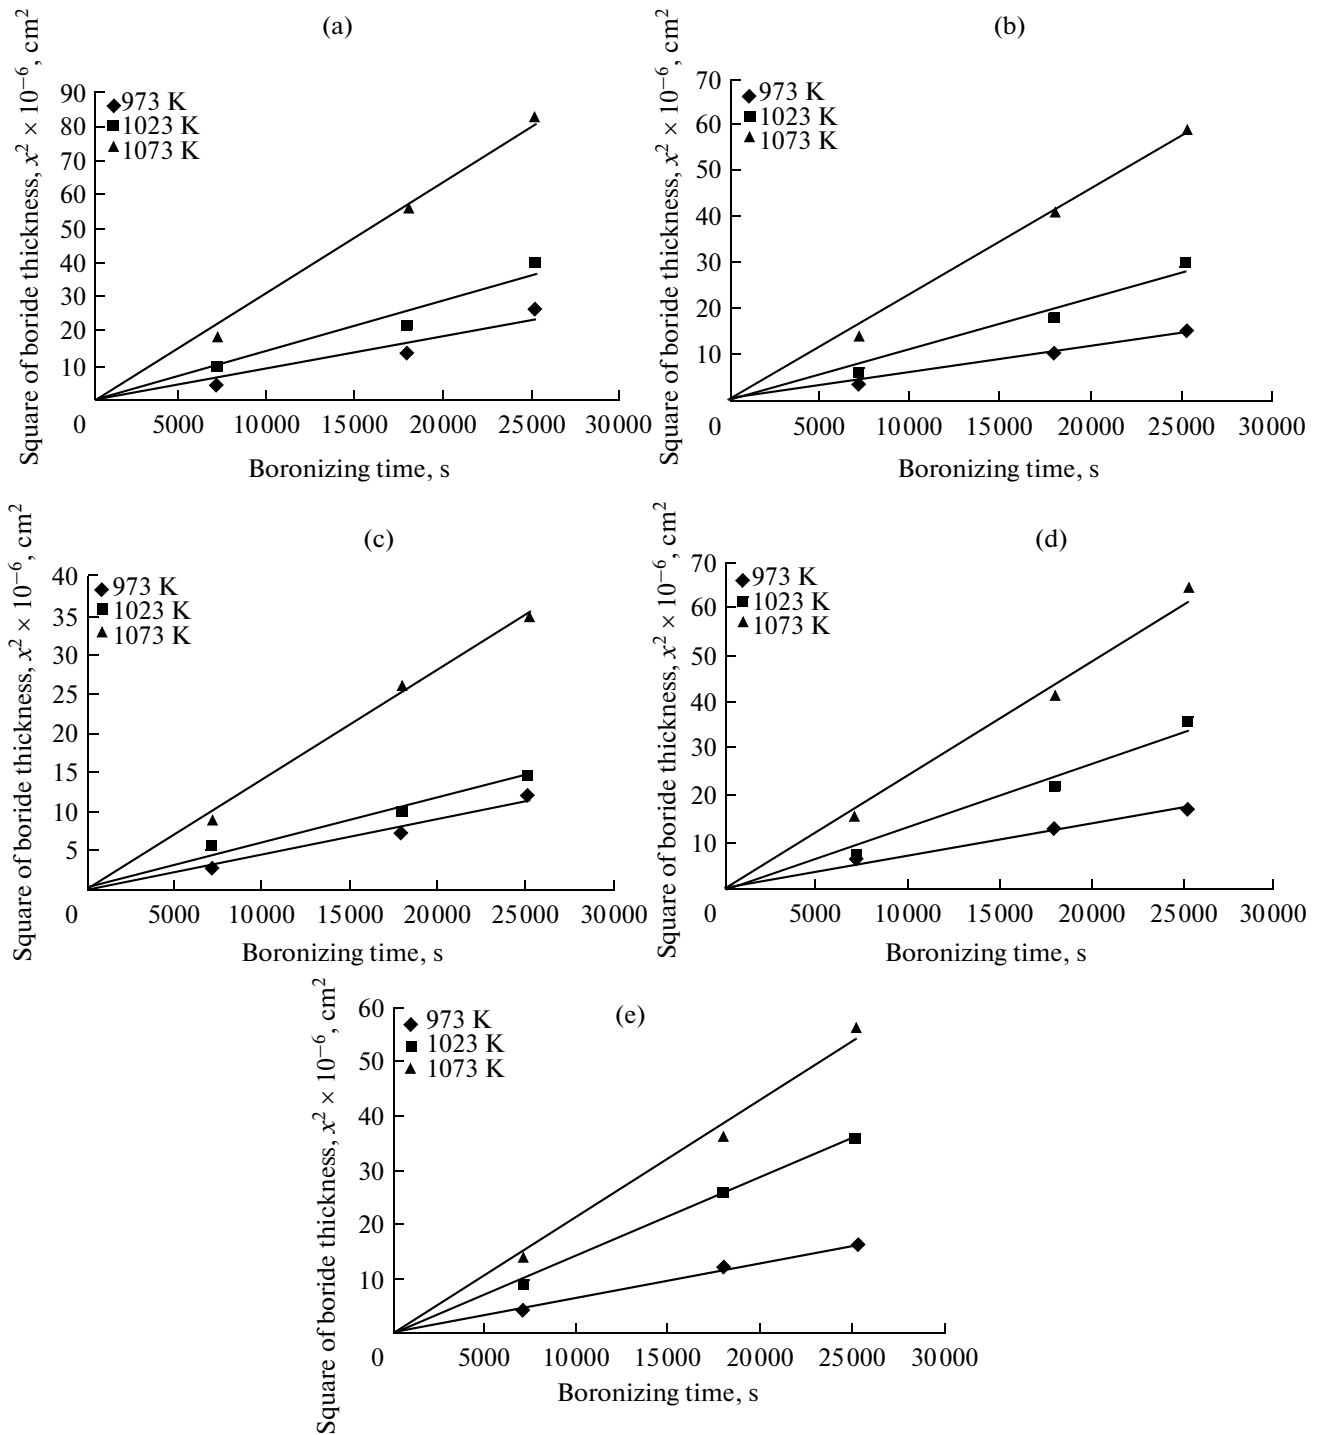 (a)
Square of boride thickness, x² × 10⁻⁶, cm²
90
80
70
60
50
40
30
20
10
973 K
1023 K
1073 K
0 5000 10000 15000 20000 25000 30000
Boronizing time, s
(b)
Square of boride thickness, x² × 10⁻⁶, cm²
70
60
50
40
30
20
10
973 K
1023 K
1073 K
0 5000 10000 15000 20000 25000 30000
Boronizing time, s
(c)
Square of boride thickness, x² × 10⁻⁶, cm²
40
35
30
25
20
15
10
5
973 K
1023 K
1073 K
0 5000 10000 15000 20000 25000 30000
Boronizing time, s
(d)
Square of boride thickness, x² × 10⁻⁶, cm²
70
60
50
40
30
20
10
973 K
1023 K
1073 K
0 5000 10000 15000 20000 25000 30000
Boronizing time, s
(e)
Square of boride thickness, x² × 10⁻⁶, cm²
60
50
40
30
20
10
973 K
1023 K
1073 K
0 5000 10000 15000 20000 25000 30000
Boronizing time, s